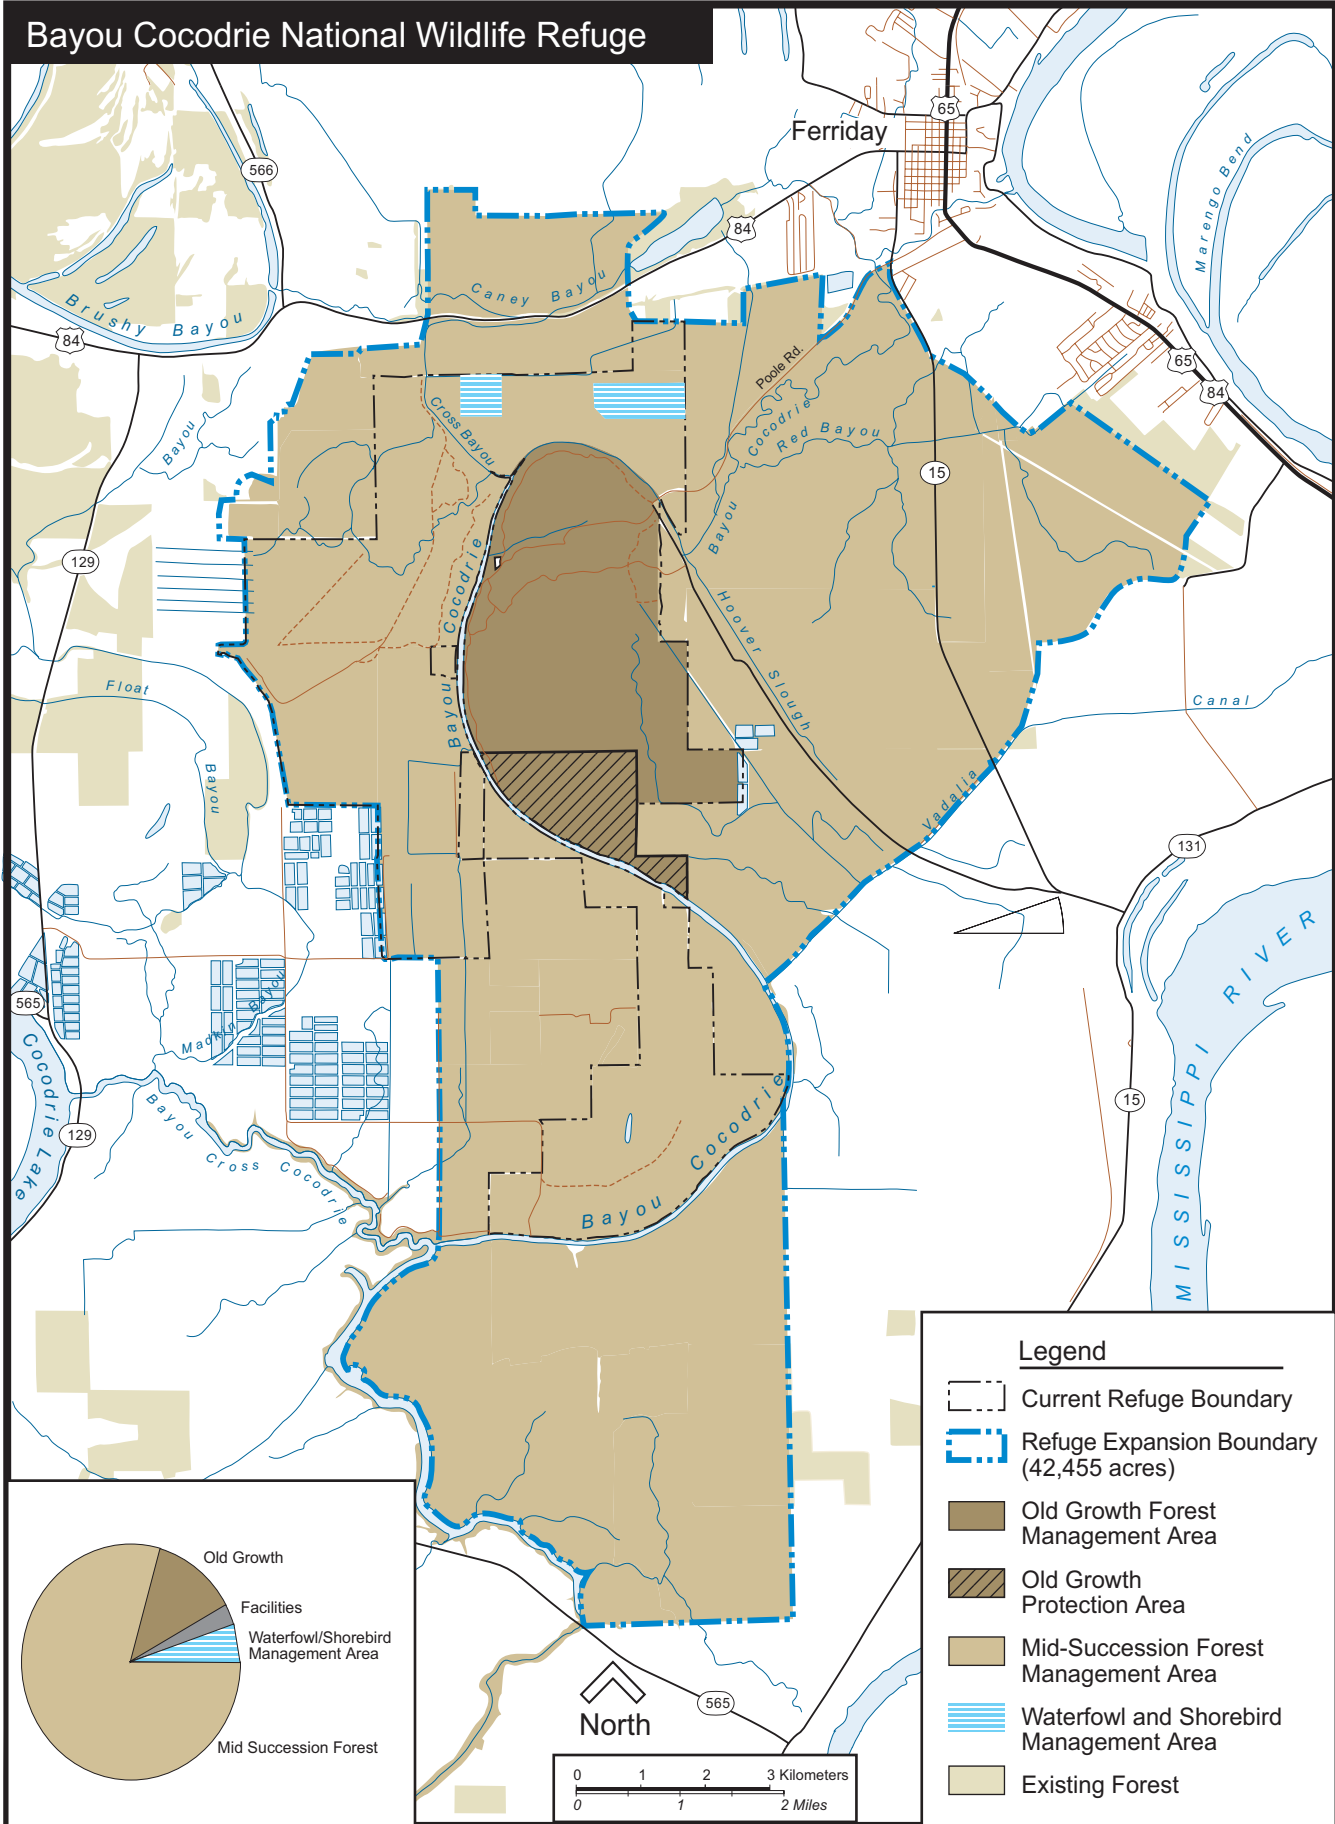 Bayou Cocodrie National Wildlife Refuge
Ferriday
65
566
84
Marengo Bend
Caney Bayou
Brushy Bayou
84
65
84
Poole Rd.
Cross Bayou
Cocodrie
Red Bayou
Bayou
15
Bayou
129
Bayou Cocodrie
Hoover Slough
Float
Bayou
Canal
Vadalia
131
565
Madkin Bayou
RIVER
MISSISSIPPI
Cocodrie Lake
129
Bayou Cross Cocodrie
15
Bayou Cocodrie
Legend
Current Refuge Boundary
Refuge Expansion Boundary
(42,455 acres)
Old Growth Forest
Management Area
Old Growth
Protection Area
Mid-Succession Forest
Management Area
Waterfowl and Shorebird
Management Area
Existing Forest
Old Growth
Facilities
Waterfowl/Shorebird
Management Area
Mid Succession Forest
North
565
0 1 2 3 Kilometers
0 1 2 Miles